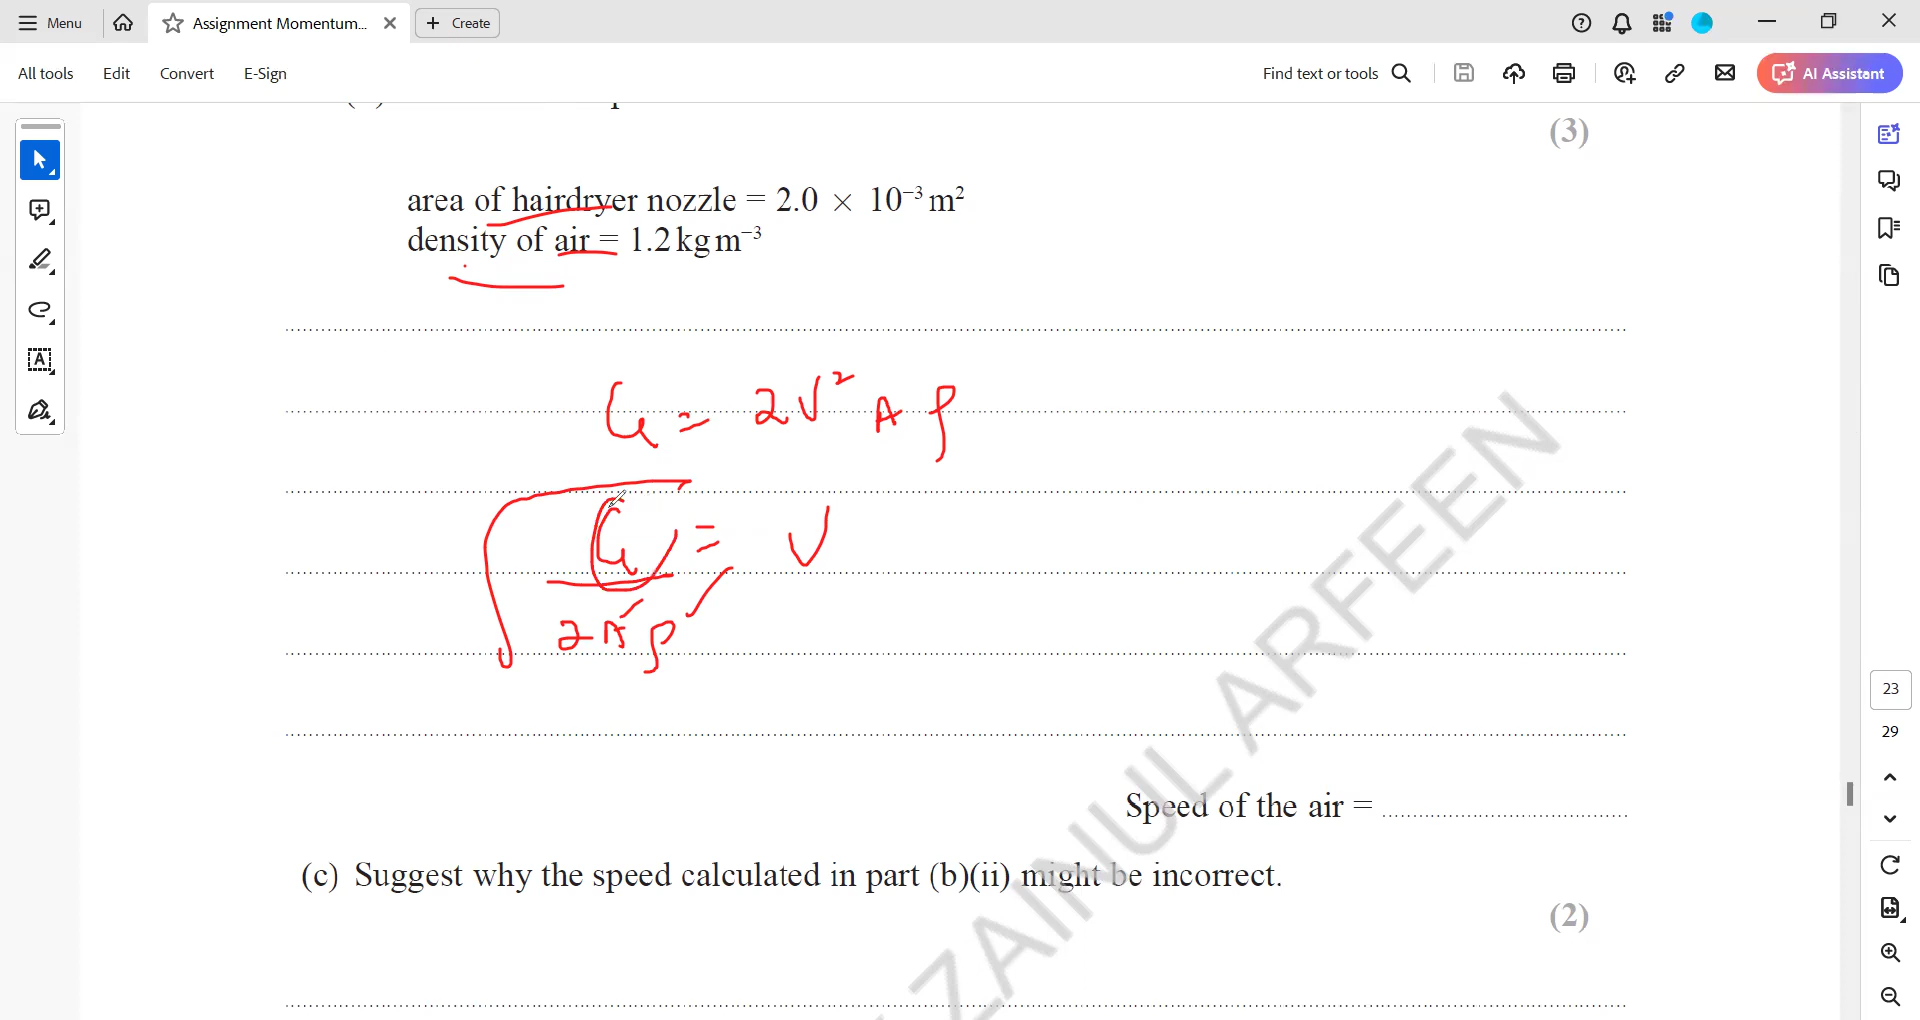 Menu
Assignment Momentum...
Create
All tools
Edit
Convert
E-Sign
Find text or tools
AI Assistant
(3)
area of hairdryer nozzle = 2.0 × 10⁻³ m²
density of air = 1.2 kg m⁻³
= 2V² A ρ
= V
2 A ρ
Speed of the air =
(c) Suggest why the speed calculated in part (b)(ii) might be incorrect.
(2)
ZAINUL ARFEEN
23
29